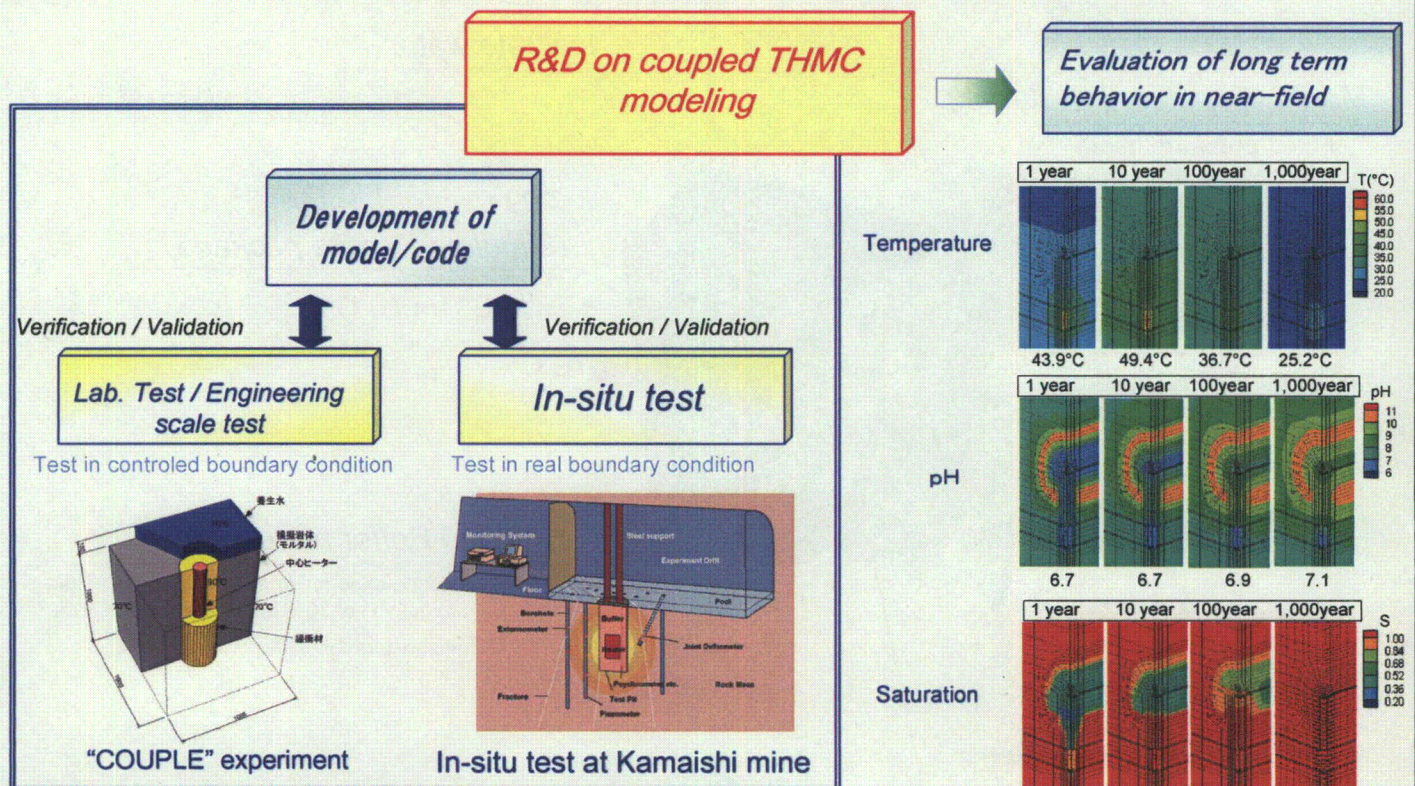 R&D on coupled THMC
modeling
Evaluation of long term
behavior in near-field
Development of
model/code
Verification / Validation
Verification / Validation
Lab. Test / Engineering
scale test
In-situ test
Test in controled boundary condition
Test in real boundary condition
養生水
模擬岩体
(モルタル)
中心ヒーター
緩衝材
70°C
"COUPLE" experiment
Monitoring System
Steel support
Experiment Drift
Floor
Pool
Borehole
Extensometer
Buffer
Heater
Joint Deformeter
Psychrometer etc.
Rock Mass
Fracture
Test Pit
Piezometer
In-situ test at Kamaishi mine
Temperature
1 year 10 year 100year 1,000year
T(°C)
60.0
55.0
50.0
45.0
40.0
35.0
30.0
25.0
20.0
43.9°C 49.4°C 36.7°C 25.2°C
pH
1 year 10 year 100year 1,000year
pH
11
10
9
8
7
6
6.7 6.7 6.9 7.1
Saturation
1 year 10 year 100year 1,000year
S
1.00
0.84
0.68
0.52
0.36
0.20